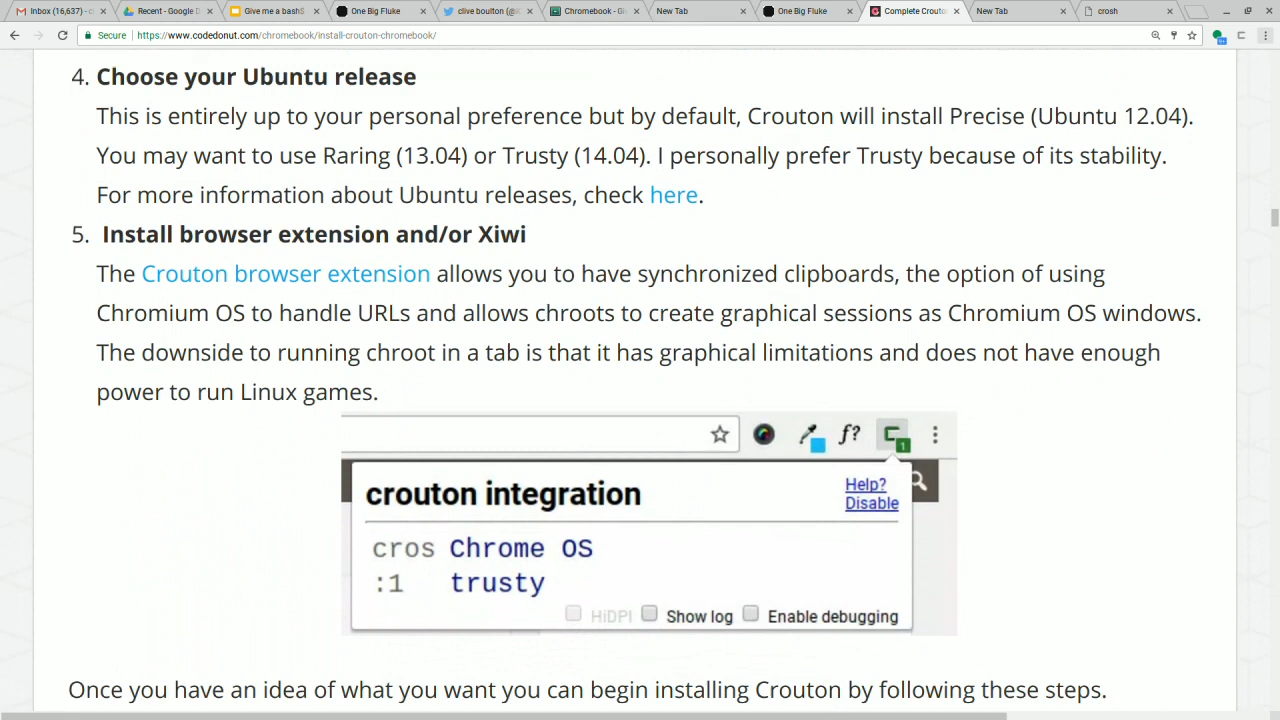 Inbox (16,637) -
Recent - Google D
Give me a bashS
One Big Fluke
clive boulton (@
Chromebook - Gi
New Tab
One Big Fluke
Complete Crouto
New Tab
crosh
Secure https://www.codedonut.com/chromebook/install-crouton-chromebook/
4. Choose your Ubuntu release
This is entirely up to your personal preference but by default, Crouton will install Precise (Ubuntu 12.04).
You may want to use Raring (13.04) or Trusty (14.04). I personally prefer Trusty because of its stability.
For more information about Ubuntu releases, check here.
5. Install browser extension and/or Xiwi
The Crouton browser extension allows you to have synchronized clipboards, the option of using
Chromium OS to handle URLs and allows chroots to create graphical sessions as Chromium OS windows.
The downside to running chroot in a tab is that it has graphical limitations and does not have enough
power to run Linux games.
f?
1
crouton integration
Help?
Disable
cros Chrome OS
:1 trusty
HiDPI Show log Enable debugging
Once you have an idea of what you want you can begin installing Crouton by following these steps.